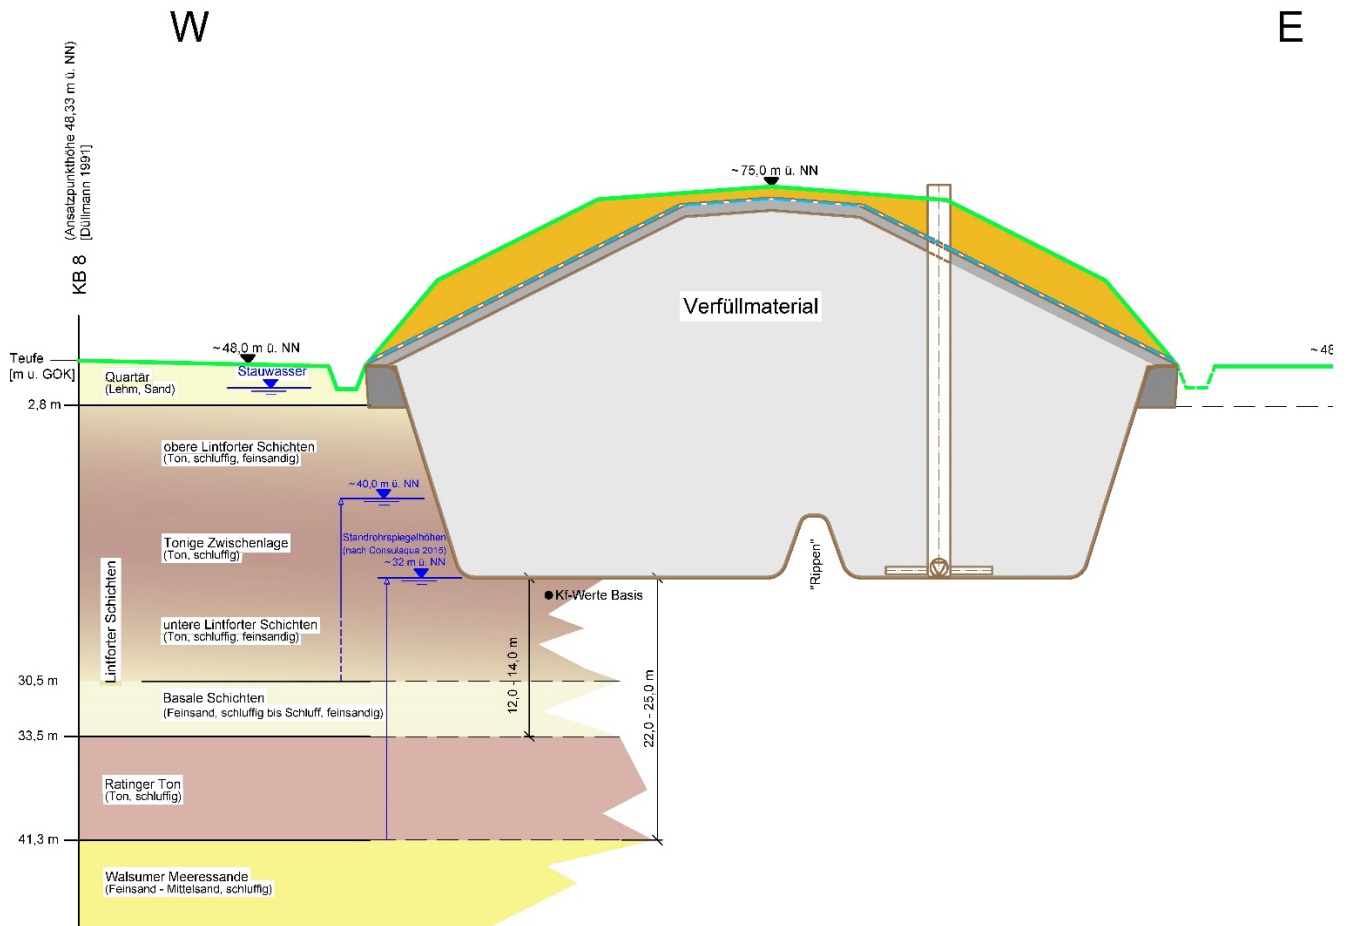 W
E
KB 8
(Ansatzpunkthöhe 48,33 m ü. NN)
[Düllmann 1991]
~75,0 m ü. NN
Verfüllmaterial
~48,0 m ü. NN
~48
Teufe
[m u. GOK]
Stauwasser
Quartär
(Lehm, Sand)
2,8 m
obere Lintforter Schichten
(Ton, schluffig, feinsandig)
~40,0 m ü. NN
Standrohrspiegelhöhen
(nach Consulaqua 2015)
~32 m ü. NN
Tonige Zwischenlage
(Ton, schluffig)
"Rippen"
Kf-Werte Basis
Lintforter Schichten
untere Lintforter Schichten
(Ton, schluffig, feinsandig)
12,0 - 14,0 m
22,0 - 25,0 m
30,5 m
Basale Schichten
(Feinsand, schluffig bis Schluff, feinsandig)
33,5 m
Ratinger Ton
(Ton, schluffig)
41,3 m
Walsumer Meeressande
(Feinsand - Mittelsand, schluffig)